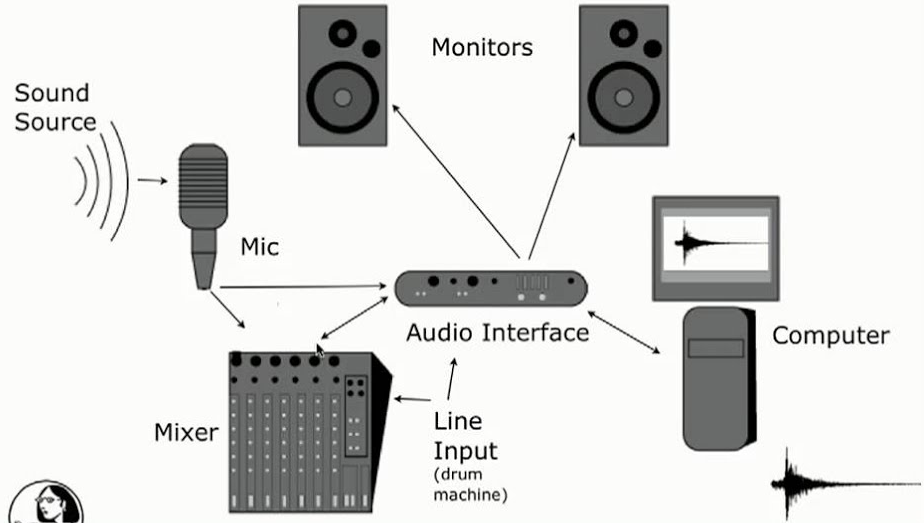 Monitors
Sound
Source
Mic
Audio Interface
Computer
Mixer
Line
Input
(drum
machine)